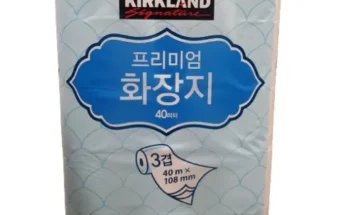 KIRKLAND
Signature
프리미엄
화장지
40미터
3겹
40 m ×
108 mm